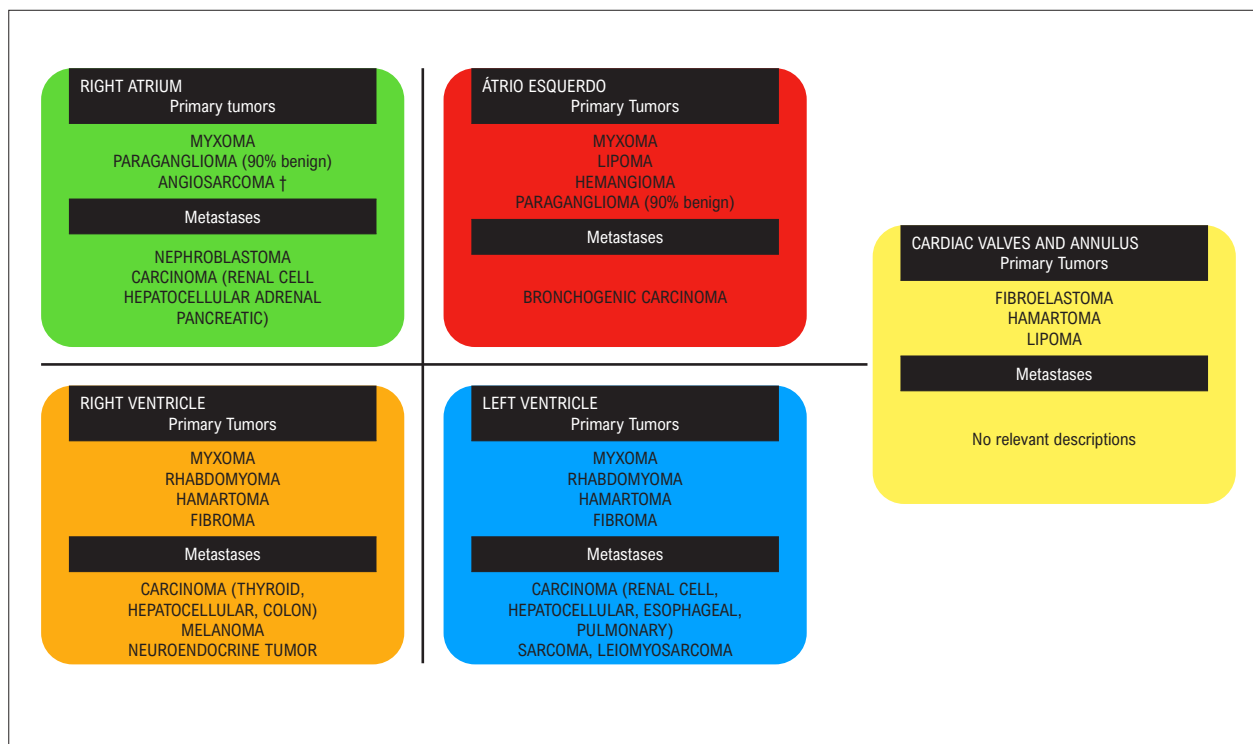 RIGHT ATRIUM
Primary tumors
MYXOMA
PARAGANGLIOMA (90% benign)
ANGIOSARCOMA †
Metastases
NEPHROBLASTOMA
CARCINOMA (RENAL CELL
HEPATOCELLULAR ADRENAL
PANCREATIC)
ÁTRIO ESQUERDO
Primary Tumors
MYXOMA
LIPOMA
HEMANGIOMA
PARAGANGLIOMA (90% benign)
Metastases
BRONCHOGENIC CARCINOMA
CARDIAC VALVES AND ANNULUS
Primary Tumors
FIBROELASTOMA
HAMARTOMA
LIPOMA
Metastases
No relevant descriptions
RIGHT VENTRICLE
Primary Tumors
MYXOMA
RHABDOMYOMA
HAMARTOMA
FIBROMA
Metastases
CARCINOMA (THYROID,
HEPATOCELLULAR, COLON)
MELANOMA
NEUROENDOCRINE TUMOR
LEFT VENTRICLE
Primary Tumors
MYXOMA
RHABDOMYOMA
HAMARTOMA
FIBROMA
Metastases
CARCINOMA (RENAL CELL,
HEPATOCELLULAR, ESOPHAGEAL,
PULMONARY)
SARCOMA, LEIOMYOSARCOMA